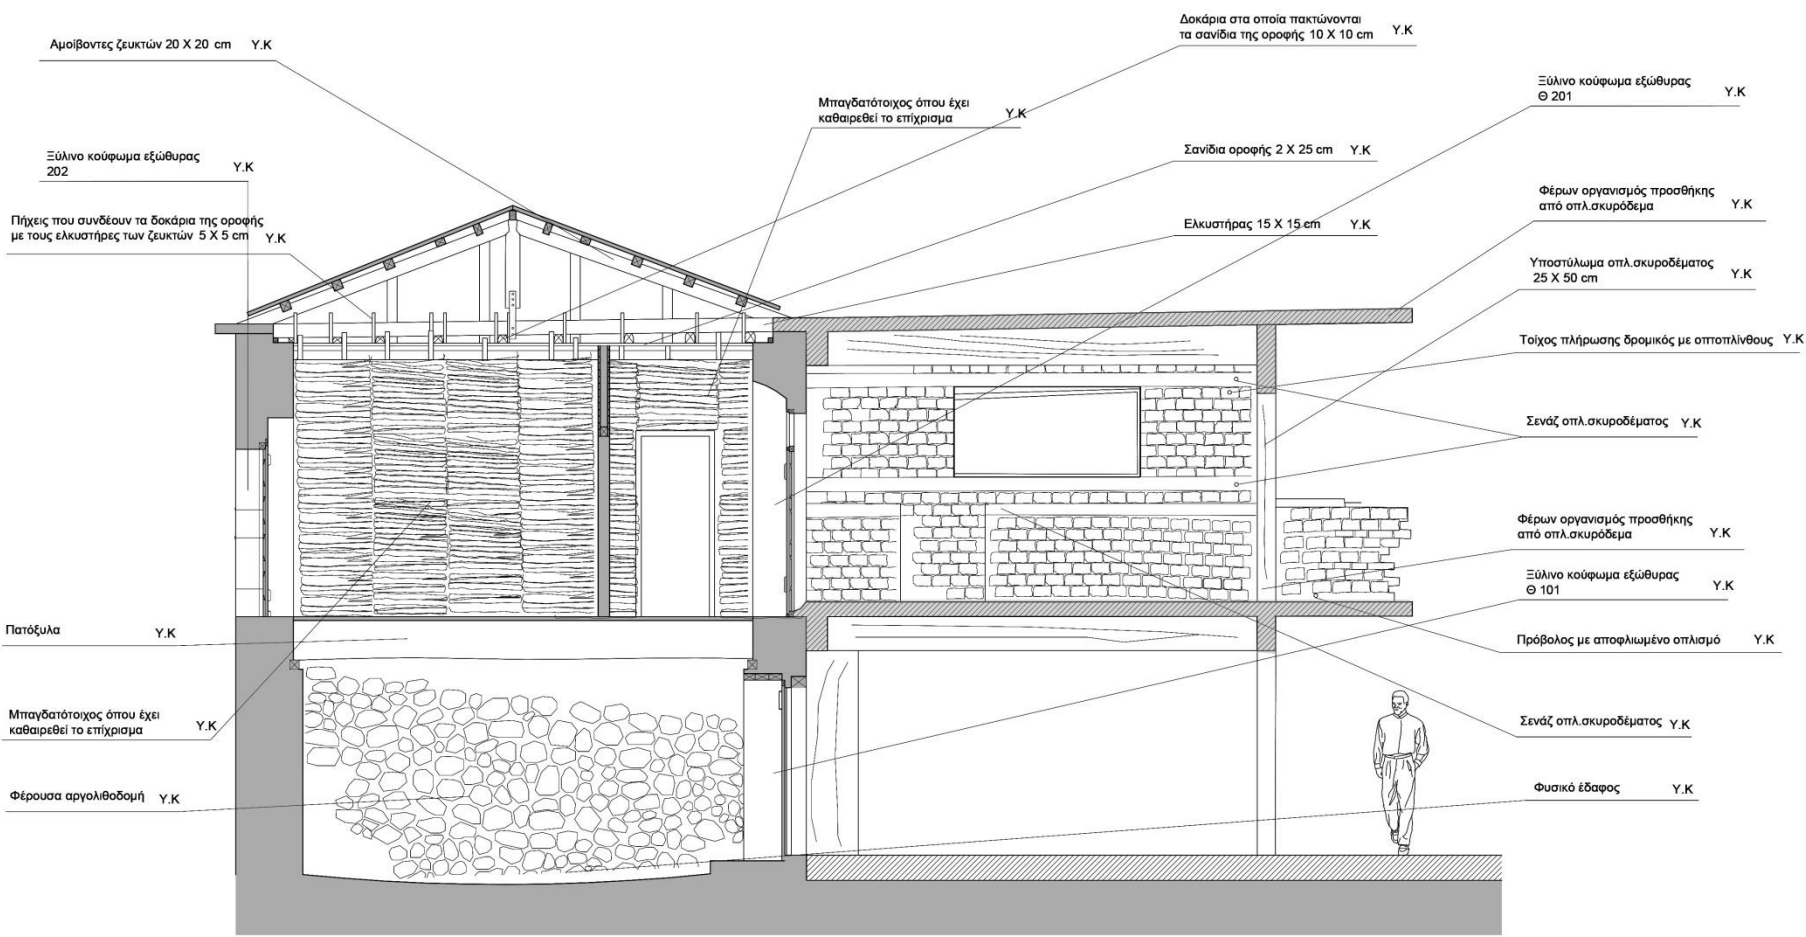 Αμοίβοντες ζευκτών 20 X 20 cm Υ.Κ
Ξύλινο κούφωμα εξώθυρας
202 Υ.Κ
Πήχεις που συνδέουν τα δοκάρια της οροφής
με τους ελκυστήρες των ζευκτών 5 X 5 cm Υ.Κ
Πατόξυλα Υ.Κ
Μπαγδατότοιχος όπου έχει
καθαιρεθεί το επίχρισμα Υ.Κ
Φέρουσα αργολιθοδομή Υ.Κ
Μπαγδατότοιχος όπου έχει
καθαιρεθεί το επίχρισμα Υ.Κ
Δοκάρια στα οποία πακτώνονται
τα σανίδια της οροφής 10 X 10 cm Υ.Κ
Σανίδια οροφής 2 X 25 cm Υ.Κ
Ελκυστήρας 15 X 15 cm Υ.Κ
Ξύλινο κούφωμα εξώθυρας
Θ 201 Υ.Κ
Φέρων οργανισμός προσθήκης
από οπλ.σκυρόδεμα Υ.Κ
Υποστύλωμα οπλ.σκυροδέματος
25 X 50 cm Υ.Κ
Τοίχος πλήρωσης δρομικός με οπτοπλίνθους Υ.Κ
Σενάζ οπλ.σκυροδέματος Υ.Κ
Φέρων οργανισμός προσθήκης
από οπλ.σκυρόδεμα Υ.Κ
Ξύλινο κούφωμα εξώθυρας
Θ 101 Υ.Κ
Πρόβολος με αποφλιωμένο οπλισμό Υ.Κ
Σενάζ οπλ.σκυροδέματος Υ.Κ
Φυσικό έδαφος Υ.Κ